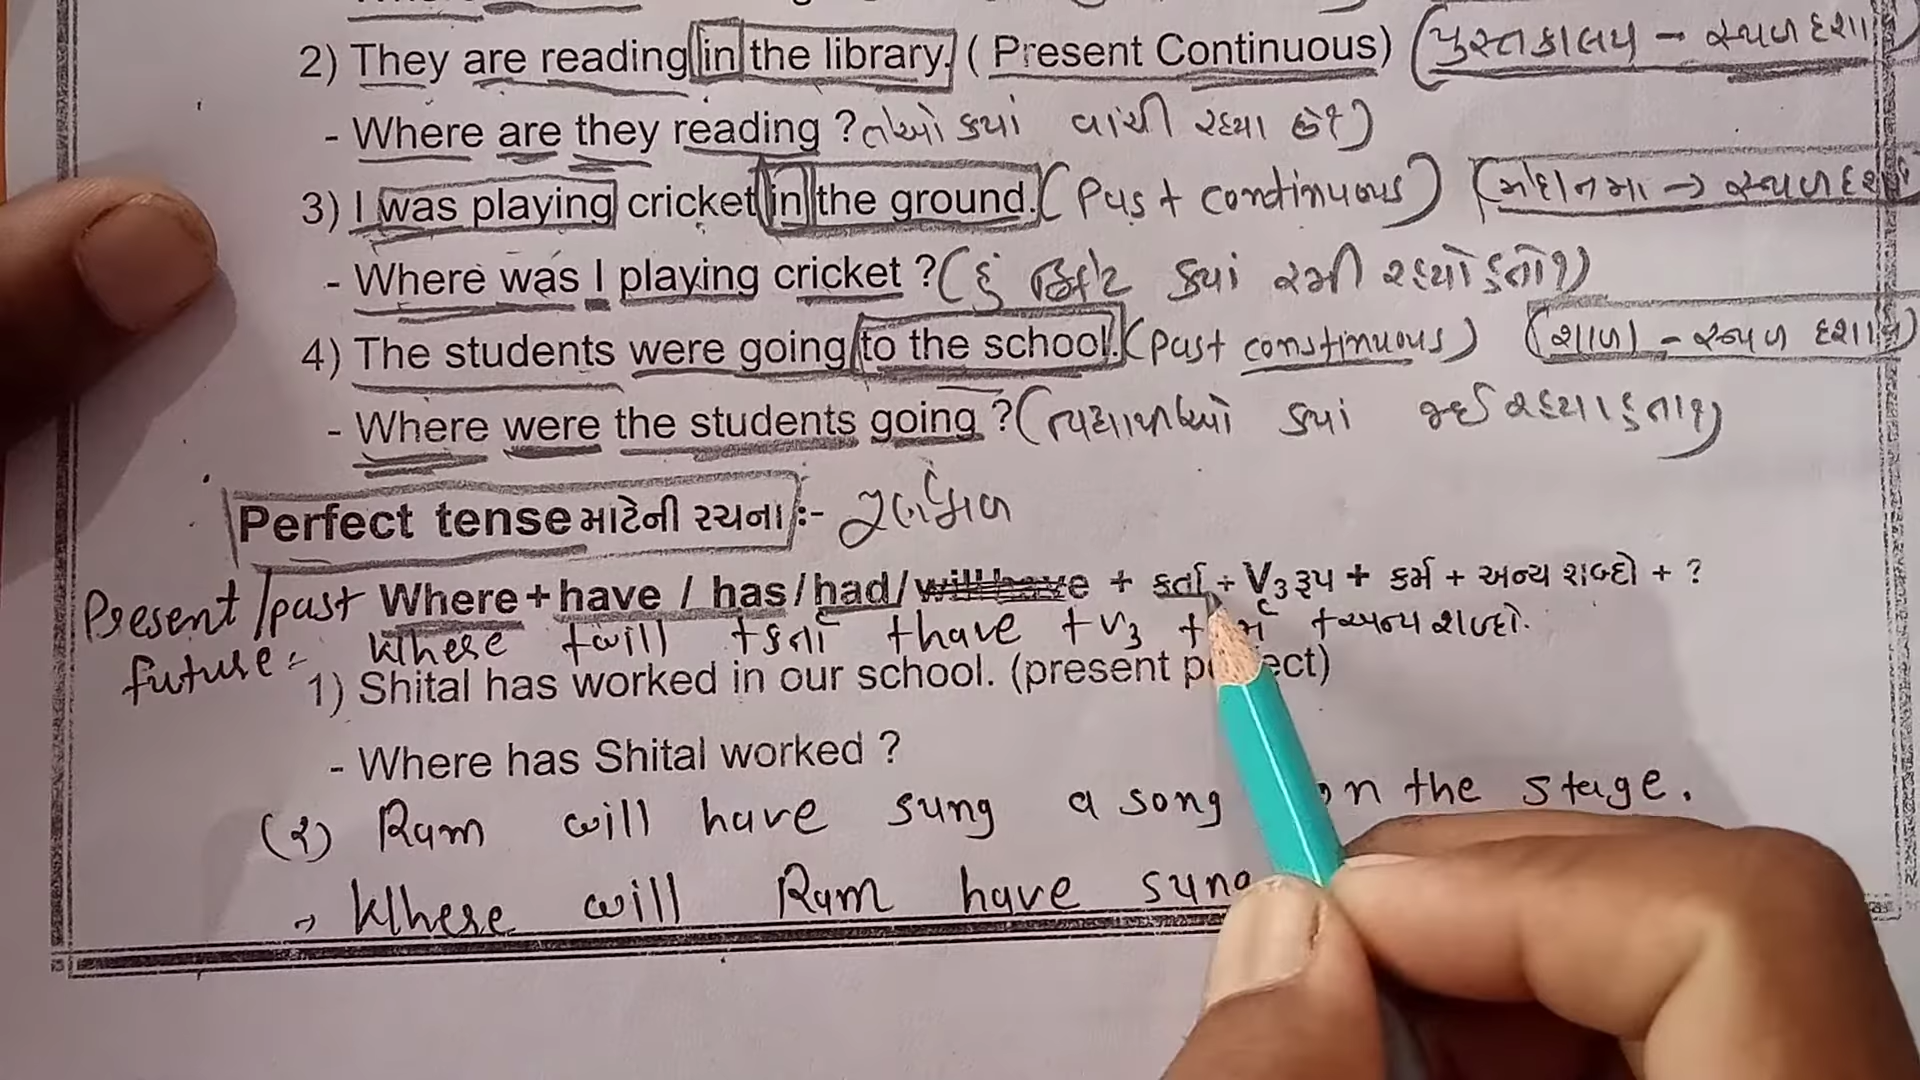 2) They are reading in the library. ( Present Continuous) (પુસ્તકાલય - સ્થળ દર્શા
- Where are they reading ? તેઓ ક્યાં વાંચી રહ્યા છે?)
3) I was playing cricket in the ground. (Past continuous) (મેદાનમા → સ્થળ દર્શાવે
- Where was I playing cricket ? (હું ક્રિકેટ ક્યાં રમી રહ્યો હતો?)
4) The students were going to the school. (Past constinuous) (શાળા - સ્થળ દર્શાવે)
- Where were the students going ? ક્યાં જઈ રહ્યા હતા?)
Perfect tense માટેની રચના :-
Present /past Where + have / has / had / will have + કર્તા + V3 રૂપ + કર્મ + અન્ય શબ્દો + ?
future:- Where + will + કર્તા + have + V3 + + અન્ય શબ્દો.
1) Shital has worked in our school. (present
- Where has Shital worked ?
(૨) Ram will have sung a song on the stage.
→ Where will Ram have sung